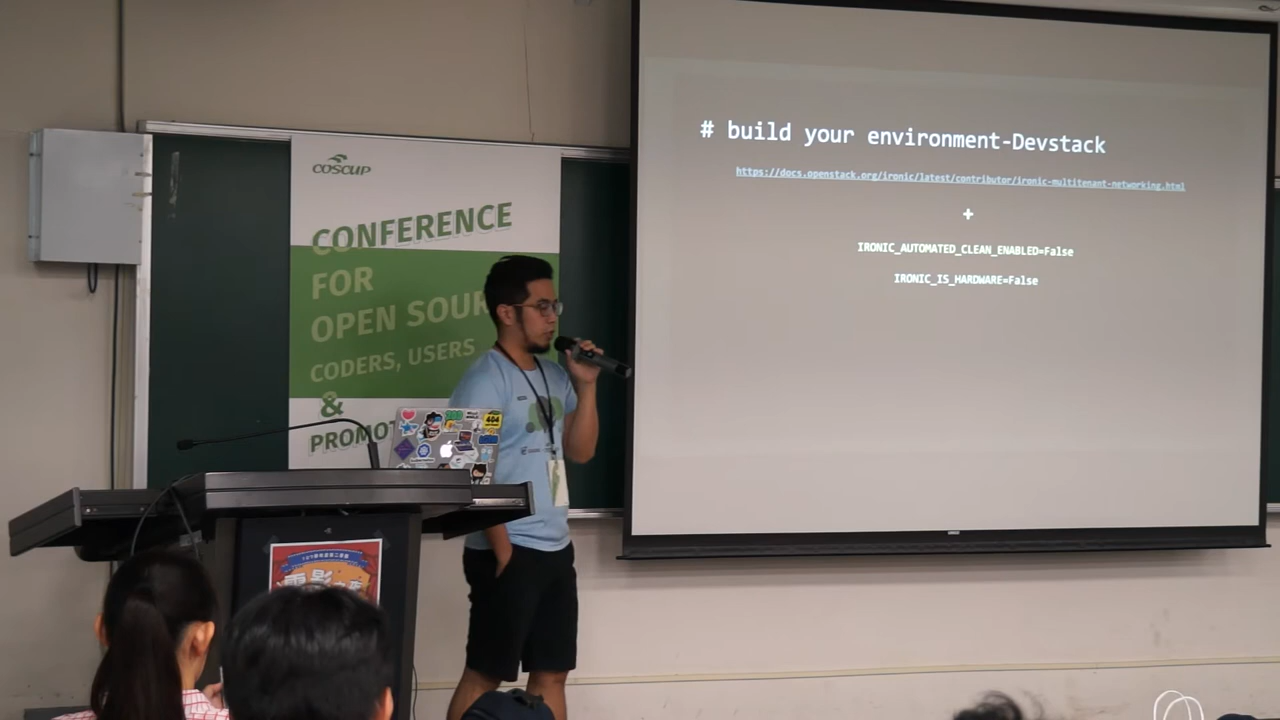 # build your environment-Devstack
https://docs.openstack.org/ironic/latest/contributor/ironic-multitenant-networking.html
+
IRONIC_AUTOMATED_CLEAN_ENABLED=False
IRONIC_IS_HARDWARE=False
COSCUP
CONFERENCE
FOR
OPEN SOUR
CODERS, USERS
&
PROMOT
404